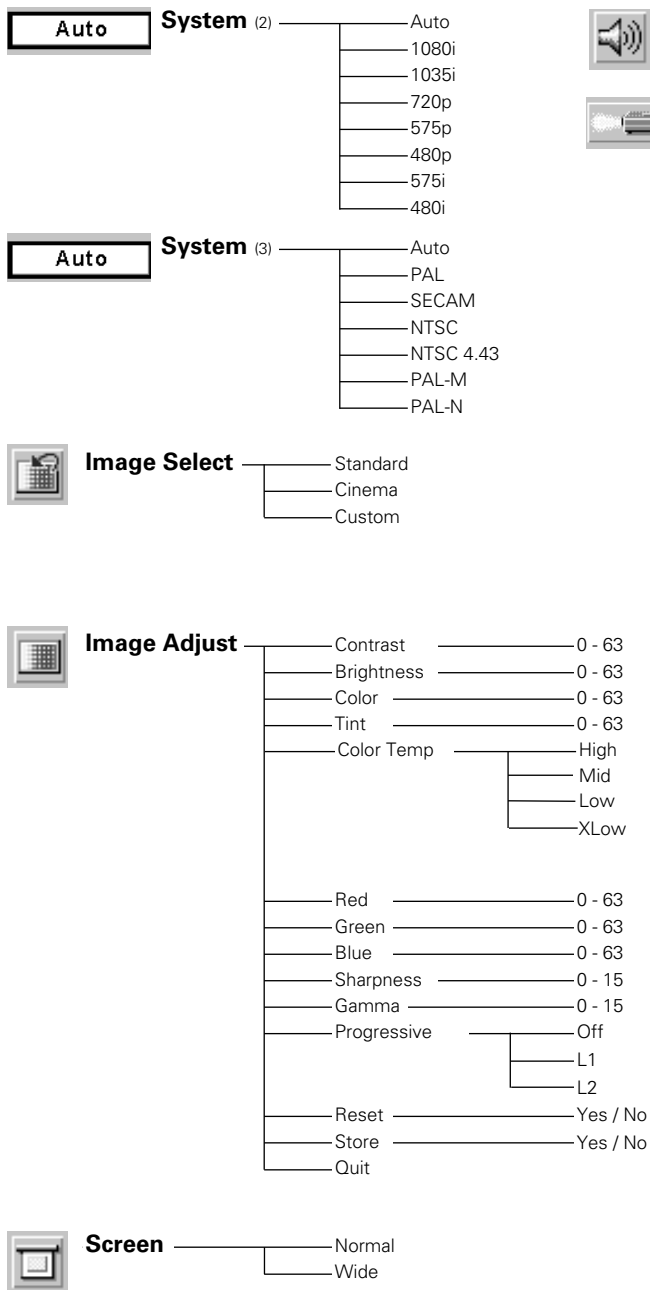 Auto System (2) Auto
1080i
1035i
720p
575p
480p
575i
480i
Auto System (3) Auto
PAL
SECAM
NTSC
NTSC 4.43
PAL-M
PAL-N
Image Select Standard
Cinema
Custom
Image Adjust Contrast 0 - 63
Brightness 0 - 63
Color 0 - 63
Tint 0 - 63
Color Temp High
Mid
Low
XLow
Red 0 - 63
Green 0 - 63
Blue 0 - 63
Sharpness 0 - 15
Gamma 0 - 15
Progressive Off
L1
L2
Reset Yes / No
Store Yes / No
Quit
Screen Normal
Wide